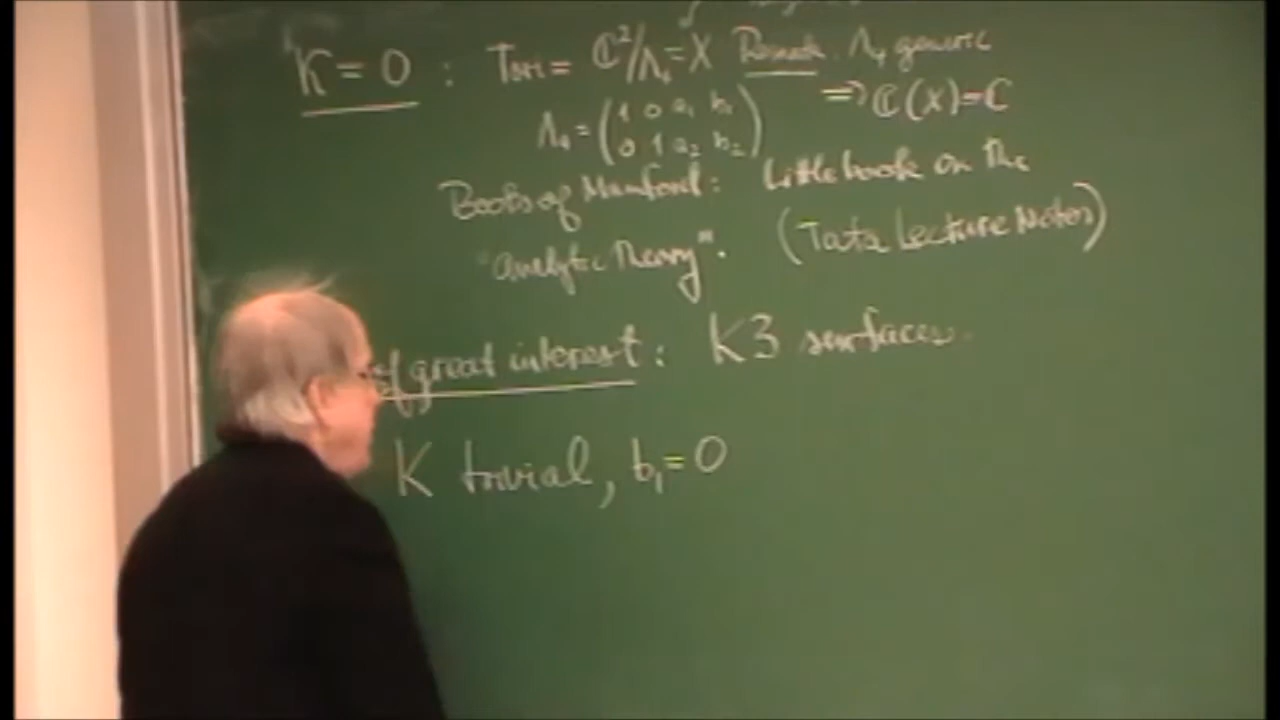 K = 0 : Tori = ℂ²/Λ₄ = X Remark. Λ₄ generic
Λ₄ = (1 0 a₁ b₁ ⇒ ℂ(X) = ℂ
0 1 a₂ b₂)
Books of Mumford: Little book on the
"Analytic Theory". (Tata Lecture Notes)
of great interest: K3 surfaces.
K trivial, b₁ = 0